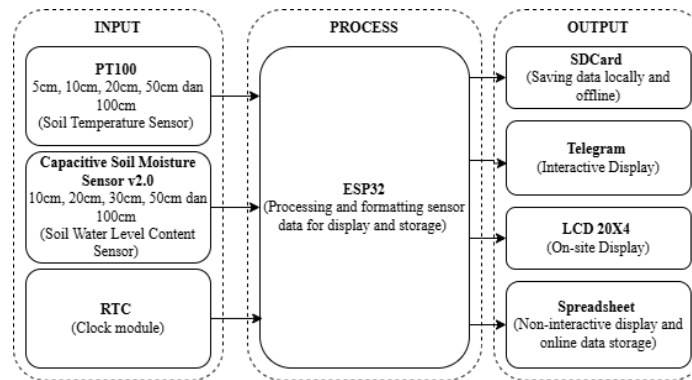 INPUT
PROCESS
OUTPUT
PT100
5cm, 10cm, 20cm, 50cm dan
100cm
(Soil Temperature Sensor)
Capacitive Soil Moisture
Sensor v2.0
10cm, 20cm, 30cm, 50cm dan
100cm
(Soil Water Level Content
Sensor)
RTC
(Clock module)
ESP32
(Processing and formatting sensor
data for display and storage)
SDCard
(Saving data locally and
offline)
Telegram
(Interactive Display)
LCD 20X4
(On-site Display)
Spreadsheet
(Non-interactive display and
online data storage)